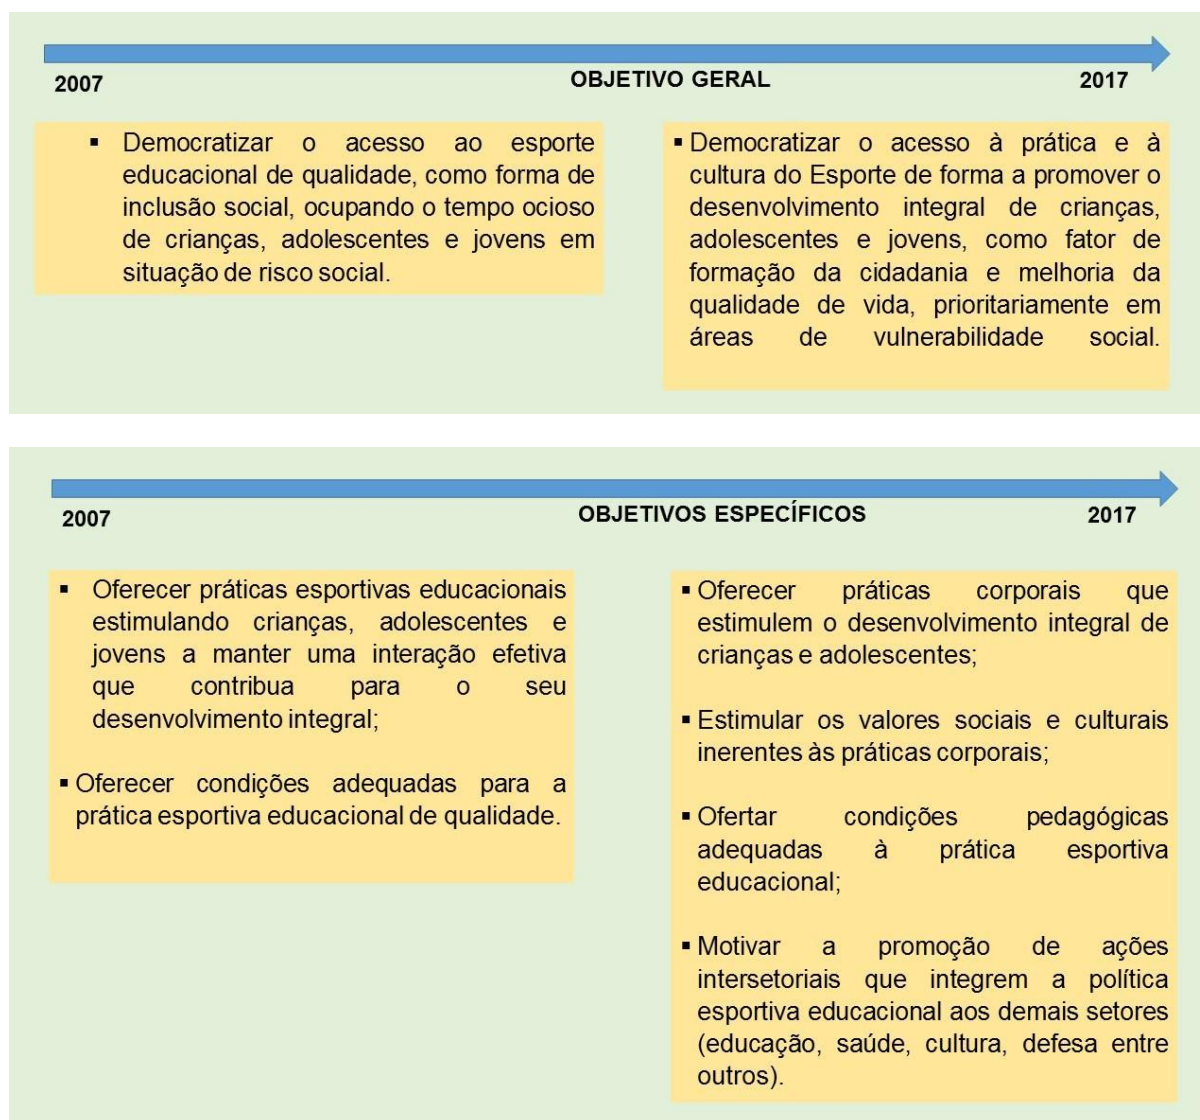 2007 OBJETIVO GERAL 2017
▪ Democratizar o acesso ao esporte
educacional de qualidade, como forma de
inclusão social, ocupando o tempo ocioso
de crianças, adolescentes e jovens em
situação de risco social.
▪ Democratizar o acesso à prática e à
cultura do Esporte de forma a promover o
desenvolvimento integral de crianças,
adolescentes e jovens, como fator de
formação da cidadania e melhoria da
qualidade de vida, prioritariamente em
áreas de vulnerabilidade social.
2007 OBJETIVOS ESPECÍFICOS 2017
▪ Oferecer práticas esportivas educacionais
estimulando crianças, adolescentes e
jovens a manter uma interação efetiva
que contribua para o seu
desenvolvimento integral;
▪ Oferecer condições adequadas para a
prática esportiva educacional de qualidade.
▪ Oferecer práticas corporais que
estimulem o desenvolvimento integral de
crianças e adolescentes;
▪ Estimular os valores sociais e culturais
inerentes às práticas corporais;
▪ Ofertar condições pedagógicas
adequadas à prática esportiva
educacional;
▪ Motivar a promoção de ações
intersetoriais que integrem a política
esportiva educacional aos demais setores
(educação, saúde, cultura, defesa entre
outros).